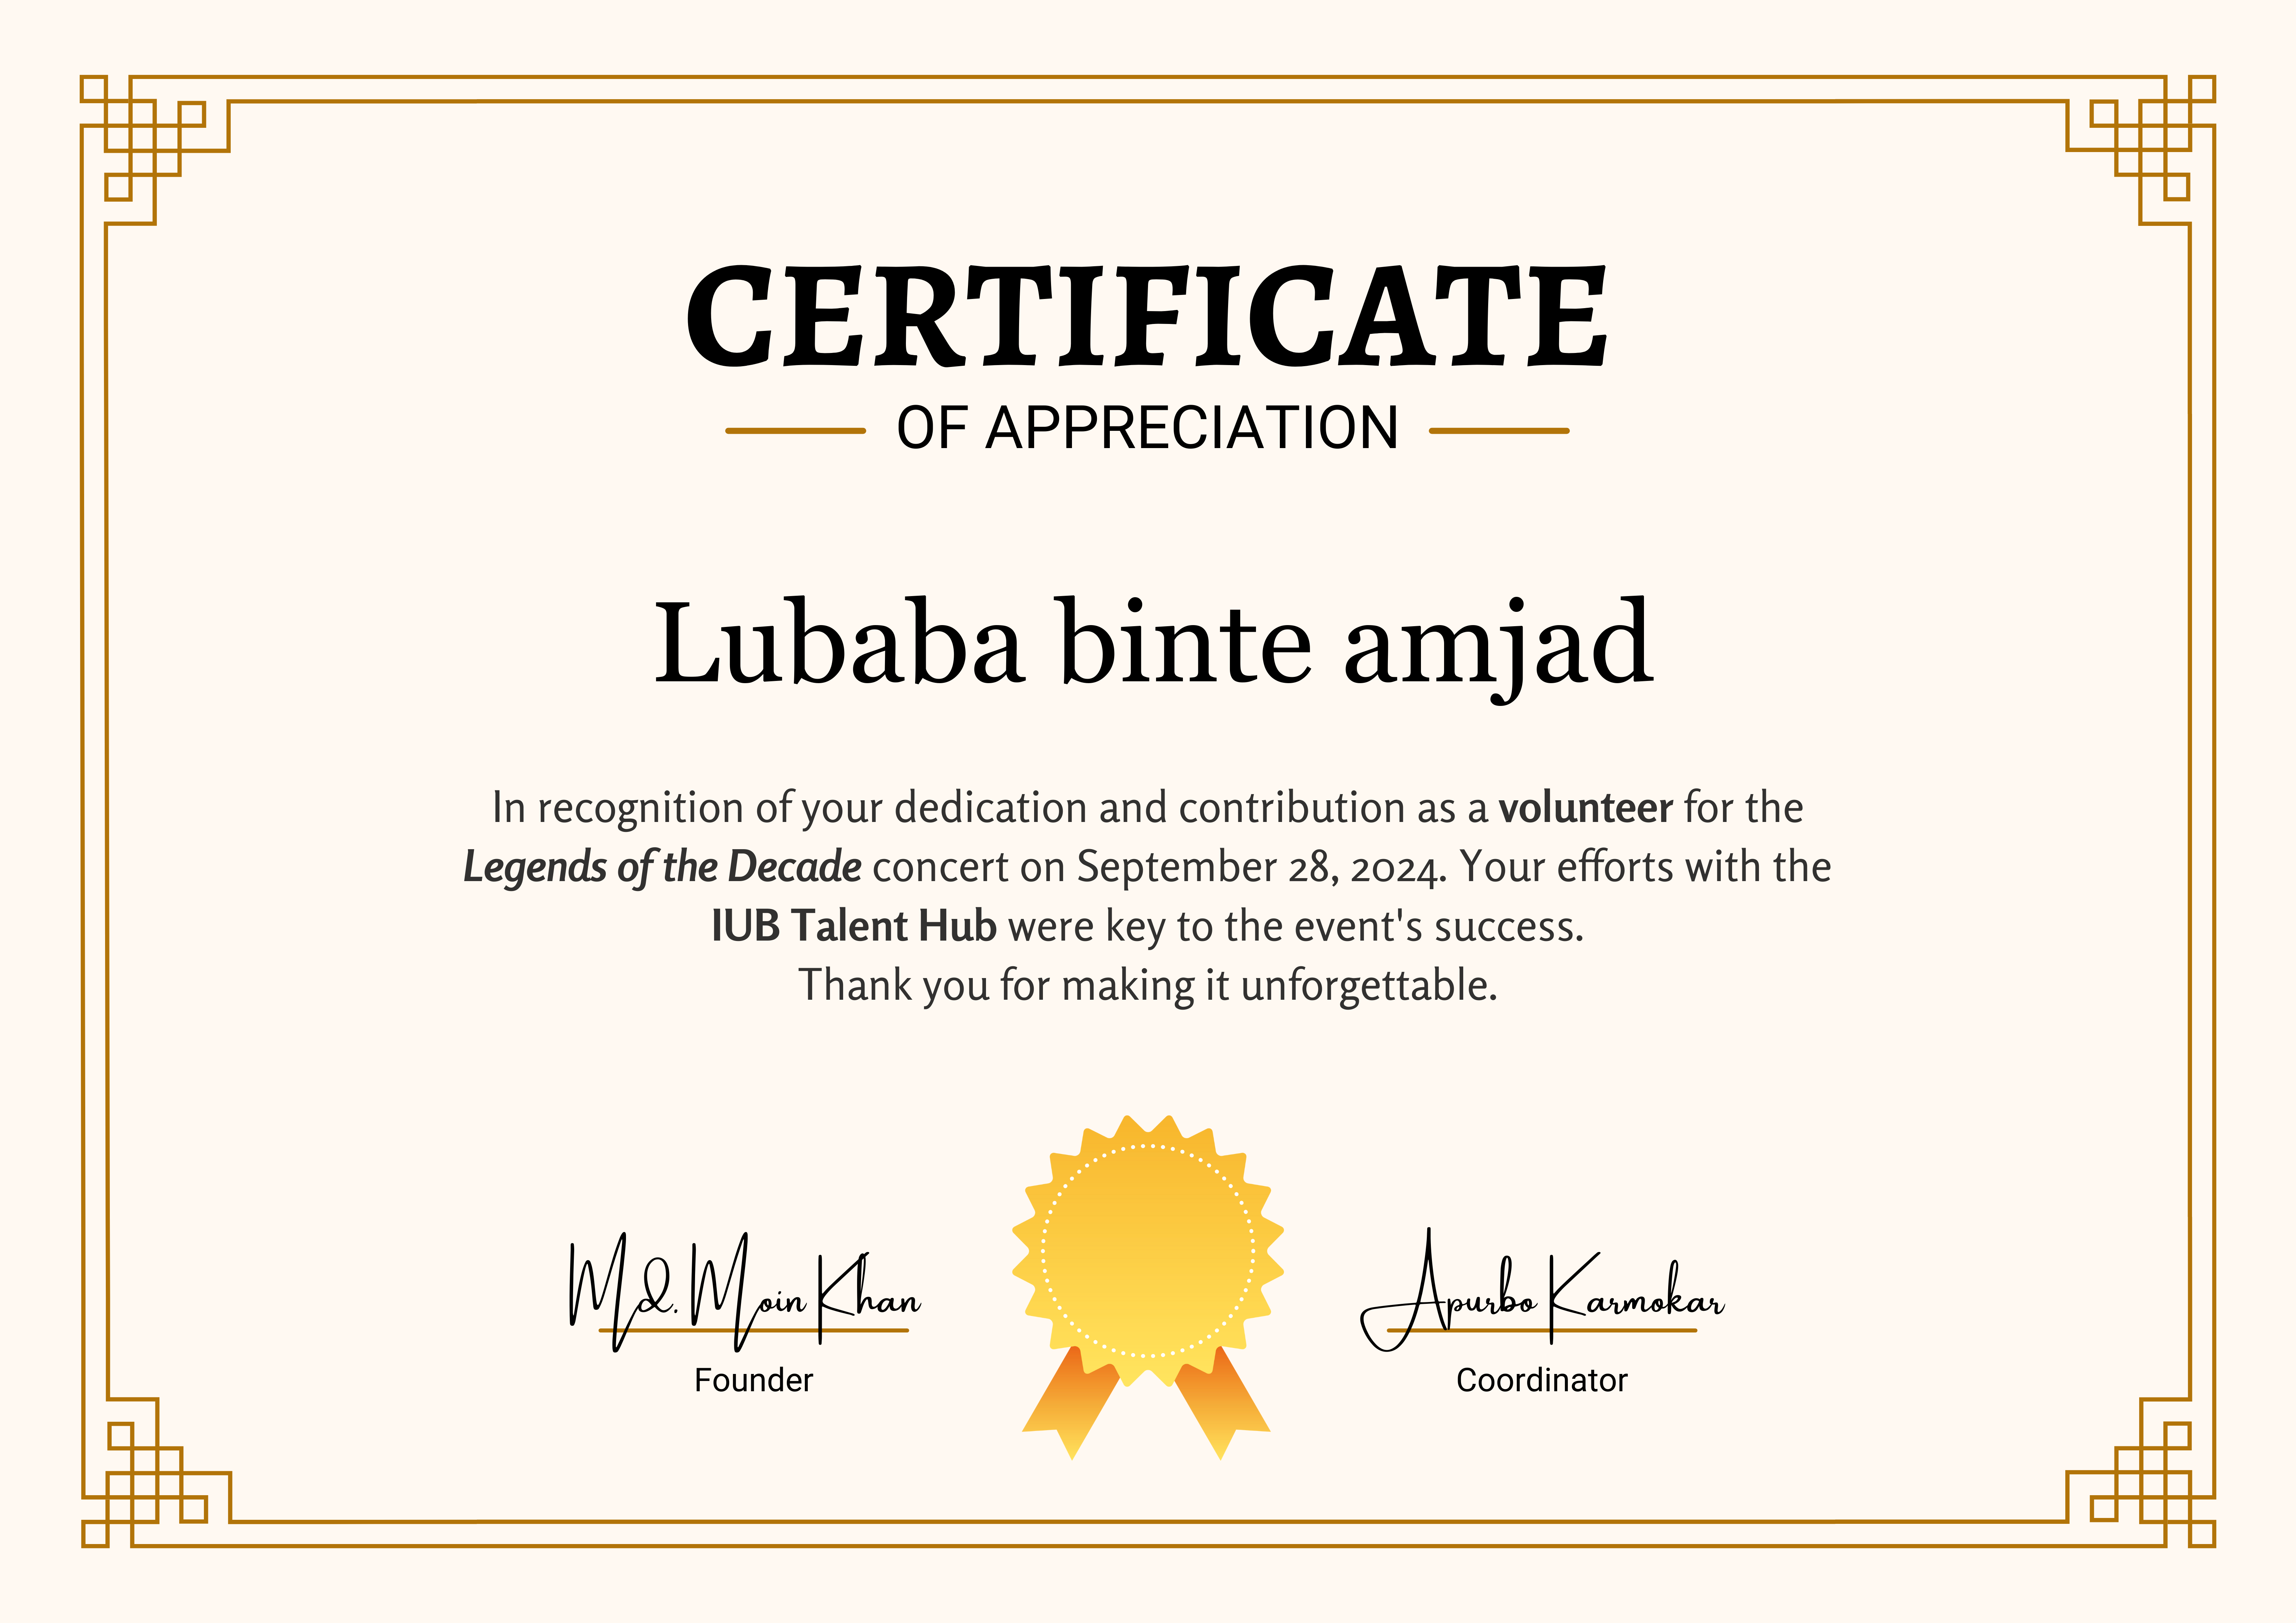 CERTIFICATE
OF APPRECIATION
Lubaba binte amjad
In recognition of your dedication and contribution as a volunteer for the
Legends of the Decade concert on September 28, 2024. Your efforts with the
IUB Talent Hub were key to the event's success.
Thank you for making it unforgettable.
Md. Moin Khan
Founder
Apurbo Karmokar
Coordinator